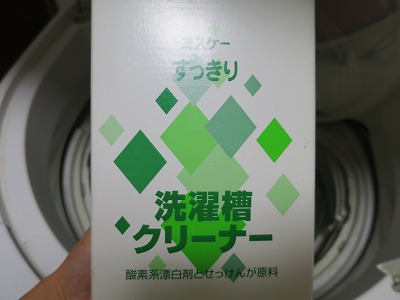 エスケー
すっきり
洗濯槽
クリーナー
酸素系漂白剤とせっけんが原料